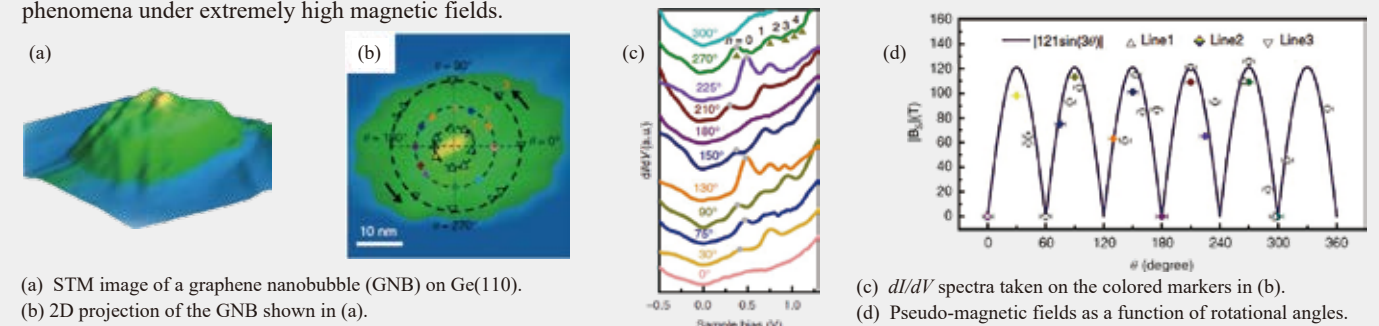 phenomena under extremely high magnetic fields.
(a)
(b)
θ = 90°
θ = 180°
θ = 0°
θ = 270°
10 nm
(a) STM image of a graphene nanobubble (GNB) on Ge(110).
(b) 2D projection of the GNB shown in (a).
(c)
dI/dV (a.u.)
300°
270°
225°
210°
180°
150°
130°
90°
75°
30°
0°
n = 0 1 2 3 4
-0.5 0.0 0.5 1.0
Sample bias (V)
(d)
|121sin(3θ)| Line1 Line2 Line3
160
140
120
100
80
60
40
20
0
0 60 120 180 240 300 360
θ (degree)
(c) dI/dV spectra taken on the colored markers in (b).
(d) Pseudo-magnetic fields as a function of rotational angles.